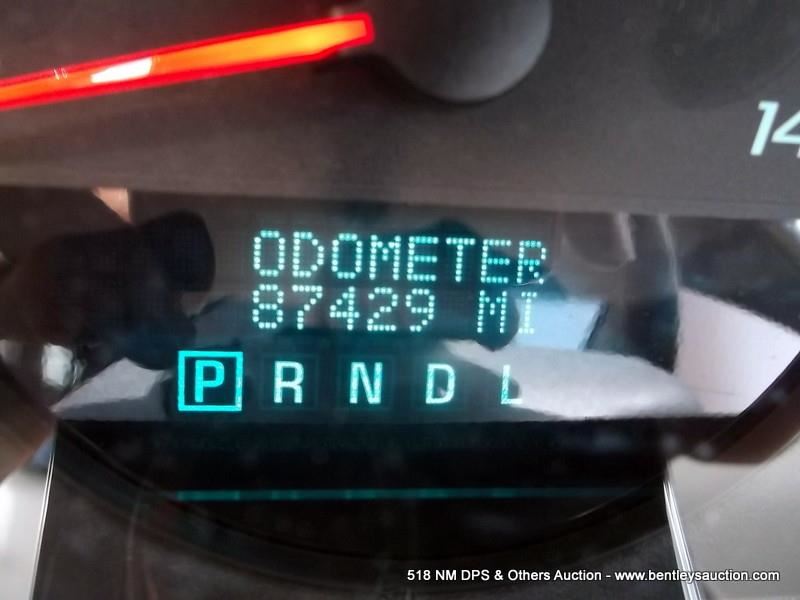 14
ODOMETER
87429 MI
P R N D L
518 NM DPS & Others Auction - www.bentleysauction.com